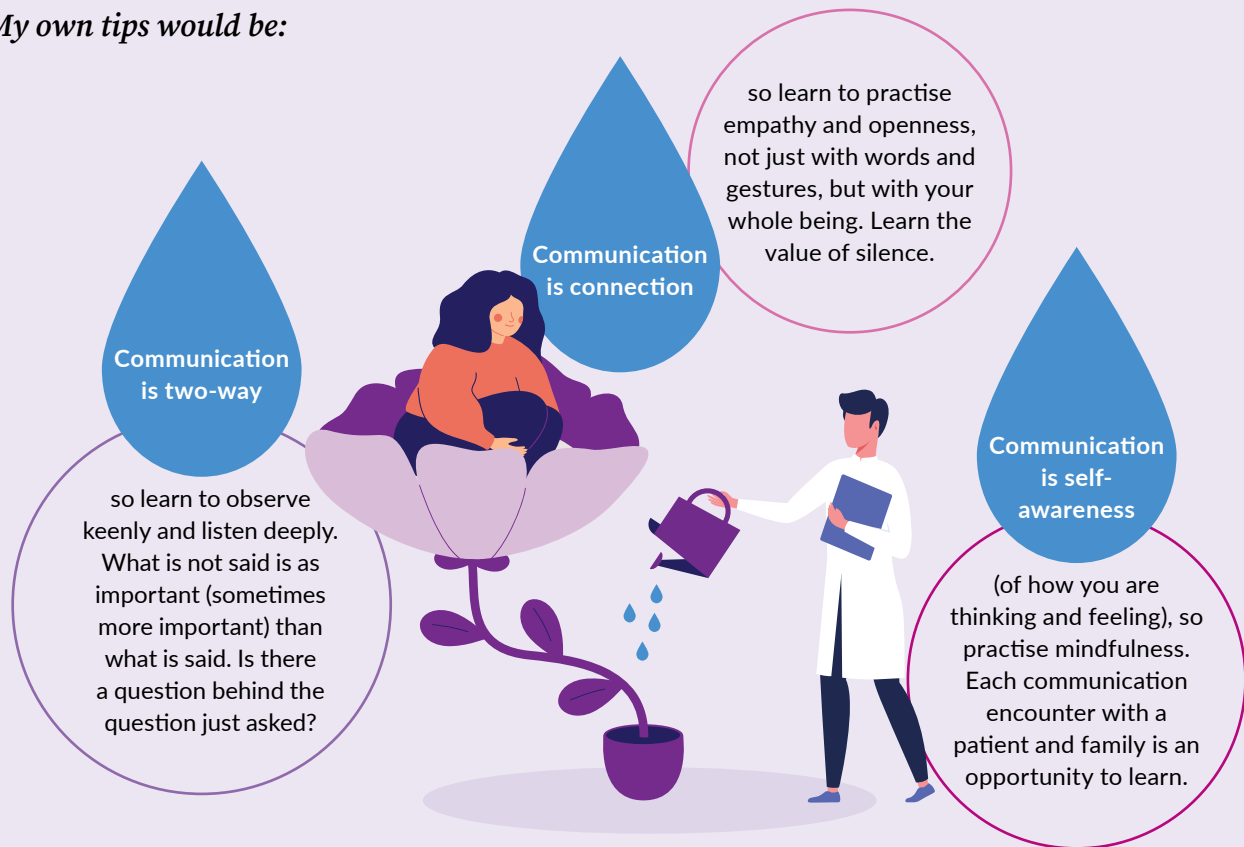 My own tips would be:
Communication
is two-way
so learn to observe
keenly and listen deeply.
What is not said is as
important (sometimes
more important) than
what is said. Is there
a question behind the
question just asked?
Communication
is connection
so learn to practise
empathy and openness,
not just with words and
gestures, but with your
whole being. Learn the
value of silence.
Communication
is self-
awareness
(of how you are
thinking and feeling), so
practise mindfulness.
Each communication
encounter with a
patient and family is an
opportunity to learn.